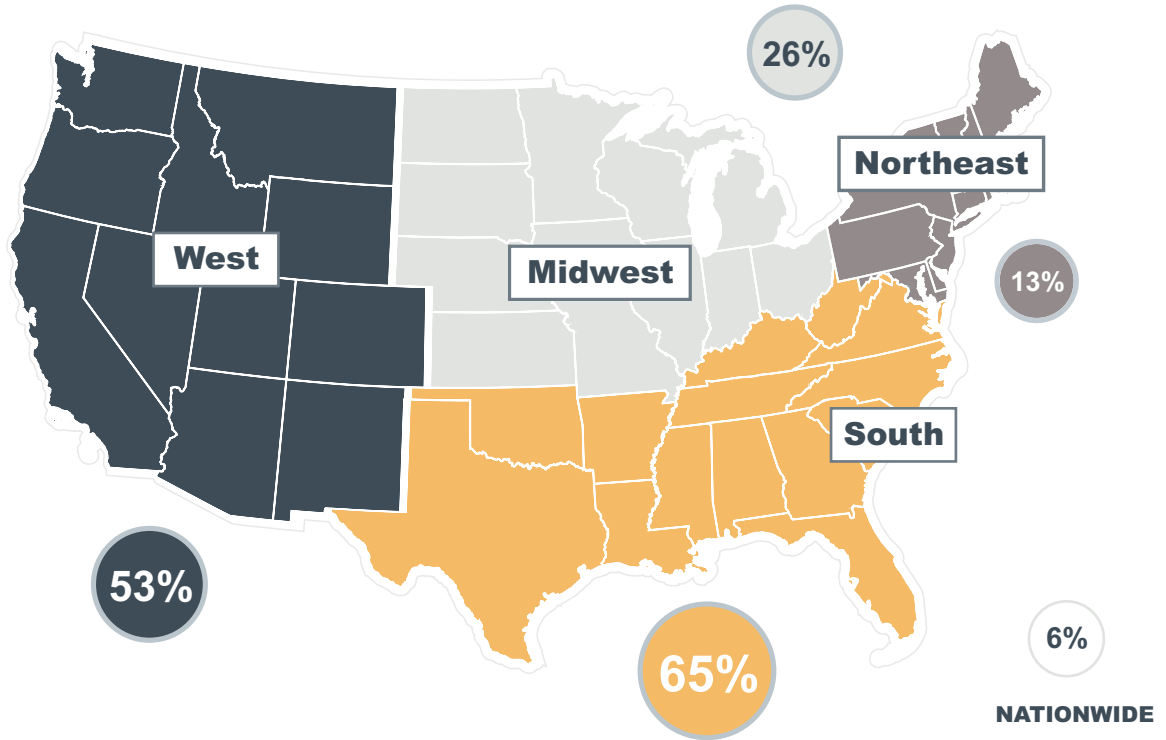 26%
Northeast
West
Midwest
13%
South
53%
65%
6%
NATIONWIDE